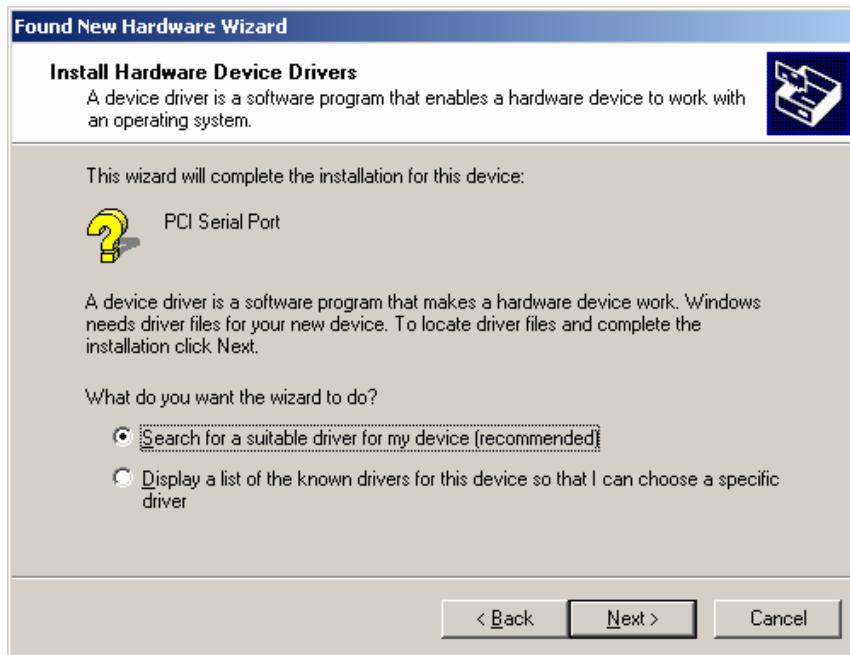 Found New Hardware Wizard
Install Hardware Device Drivers
A device driver is a software program that enables a hardware device to work with
an operating system.
This wizard will complete the installation for this device:
PCI Serial Port
A device driver is a software program that makes a hardware device work. Windows
needs driver files for your new device. To locate driver files and complete the
installation click Next.
What do you want the wizard to do?
Search for a suitable driver for my device (recommended)
Display a list of the known drivers for this device so that I can choose a specific
driver
< Back Next > Cancel